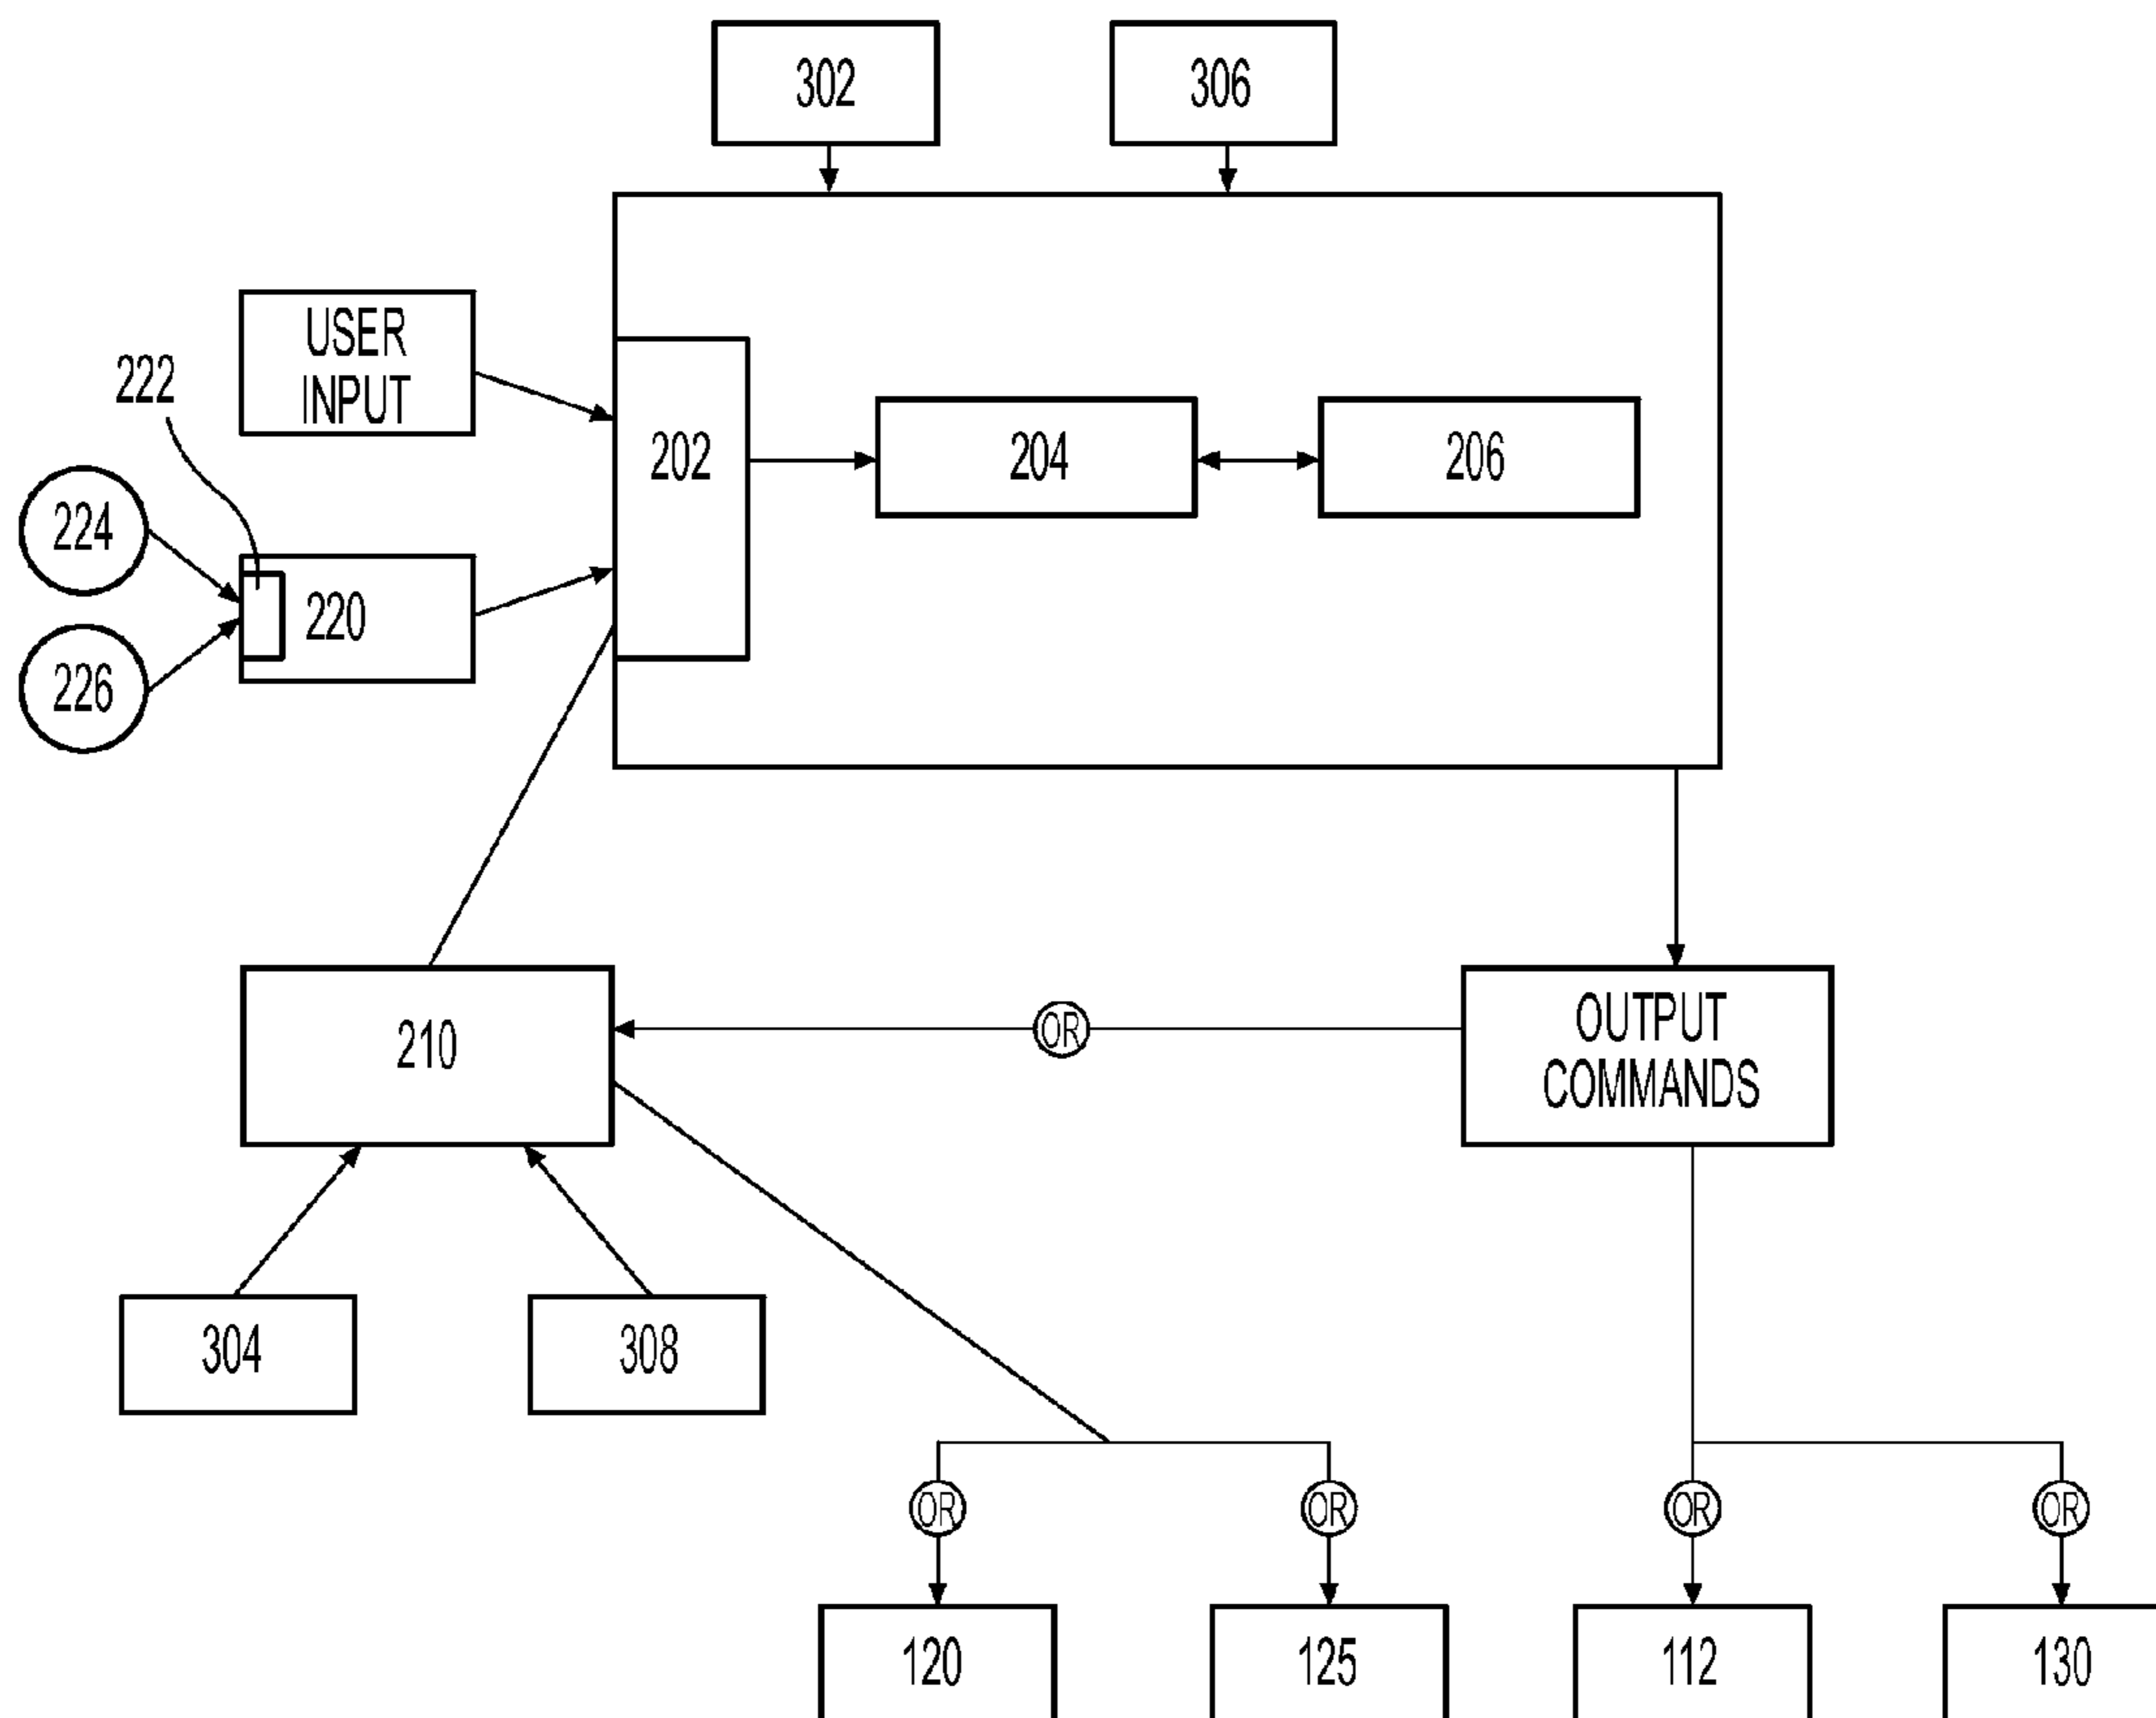 302
306
USER
INPUT
222
202
204
206
224
220
226
210
OR
OUTPUT
COMMANDS
304
308
OR
OR
OR
OR
120
125
112
130